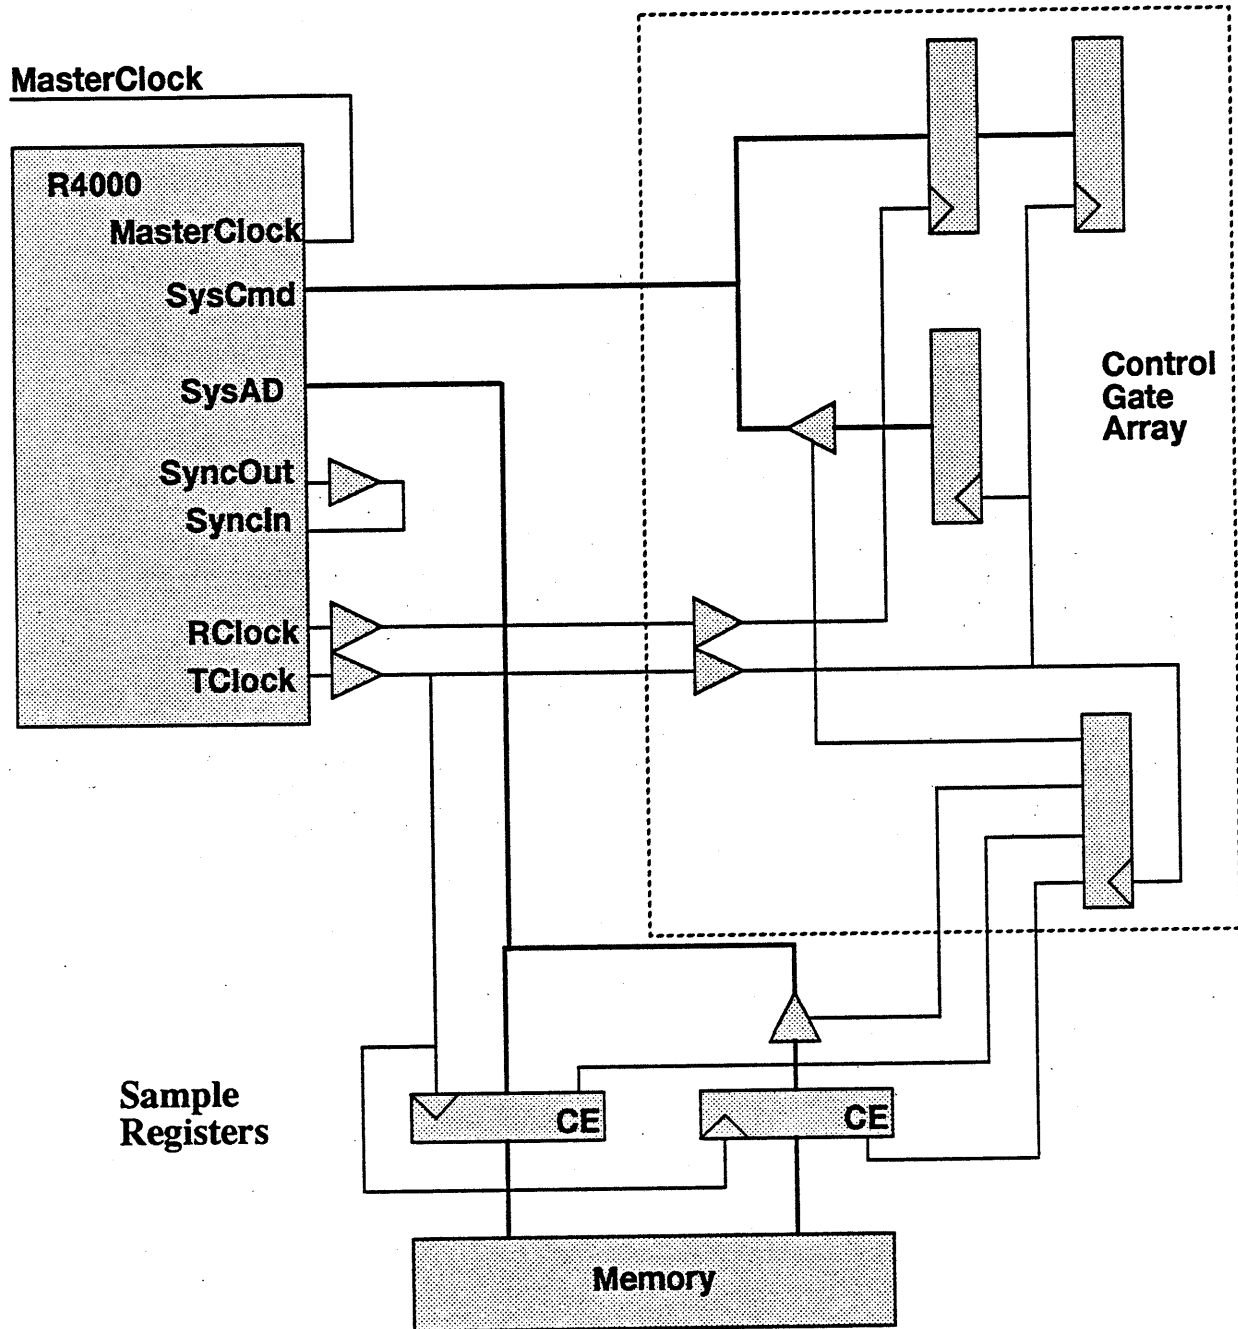 MasterClock
R4000
MasterClock
SysCmd
SysAD
SyncOut
SyncIn
RClock
TClock
Control
Gate
Array
Sample
Registers
CE
CE
Memory